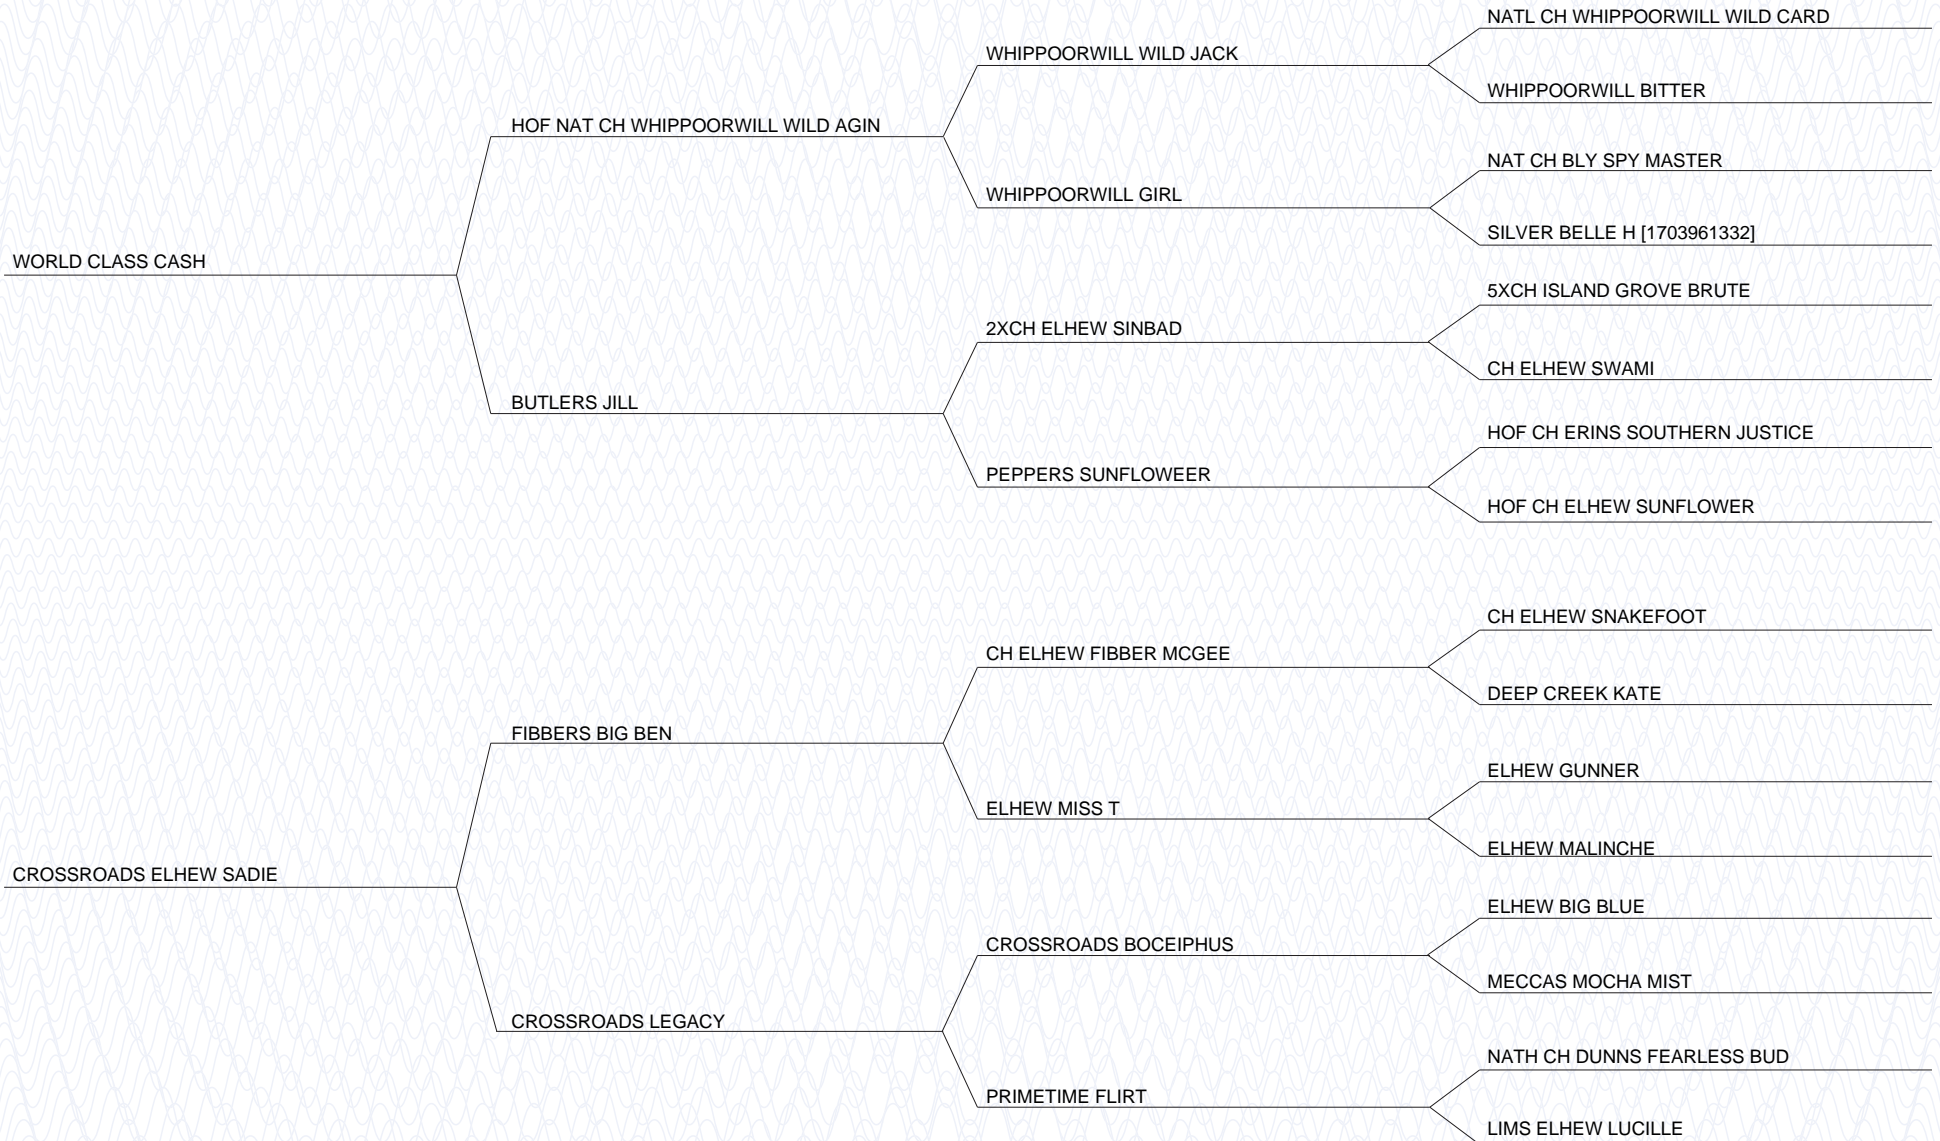 NATL CH WHIPPOORWILL WILD CARD
WHIPPOORWILL WILD JACK
WHIPPOORWILL BITTER
HOF NAT CH WHIPPOORWILL WILD AGIN
NAT CH BLY SPY MASTER
WHIPPOORWILL GIRL
SILVER BELLE H [1703961332]
WORLD CLASS CASH
5XCH ISLAND GROVE BRUTE
2XCH ELHEW SINBAD
CH ELHEW SWAMI
BUTLERS JILL
HOF CH ERINS SOUTHERN JUSTICE
PEPPERS SUNFLOWEER
HOF CH ELHEW SUNFLOWER
CH ELHEW SNAKEFOOT
CH ELHEW FIBBER MCGEE
DEEP CREEK KATE
FIBBERS BIG BEN
ELHEW GUNNER
ELHEW MISS T
ELHEW MALINCHE
CROSSROADS ELHEW SADIE
ELHEW BIG BLUE
CROSSROADS BOCEIPHUS
MECCAS MOCHA MIST
CROSSROADS LEGACY
NATH CH DUNNS FEARLESS BUD
PRIMETIME FLIRT
LIMS ELHEW LUCILLE